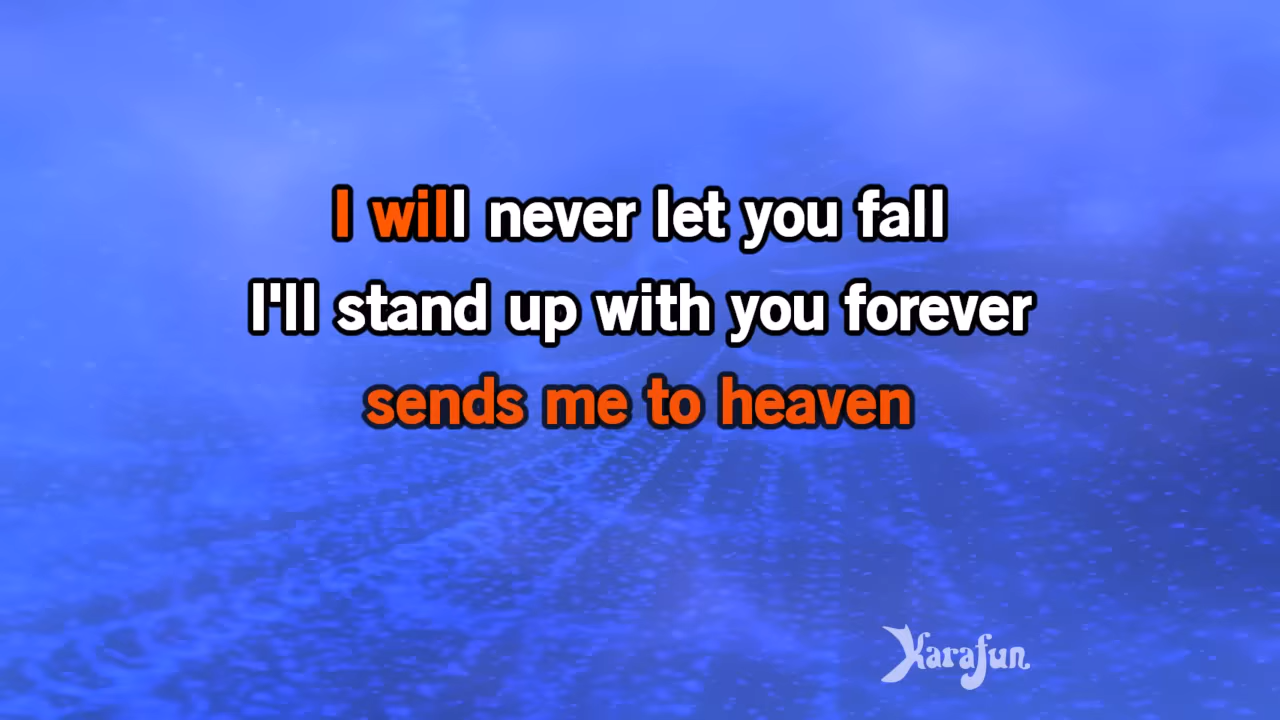 I will never let you fall
I'll stand up with you forever
sends me to heaven
Karafun